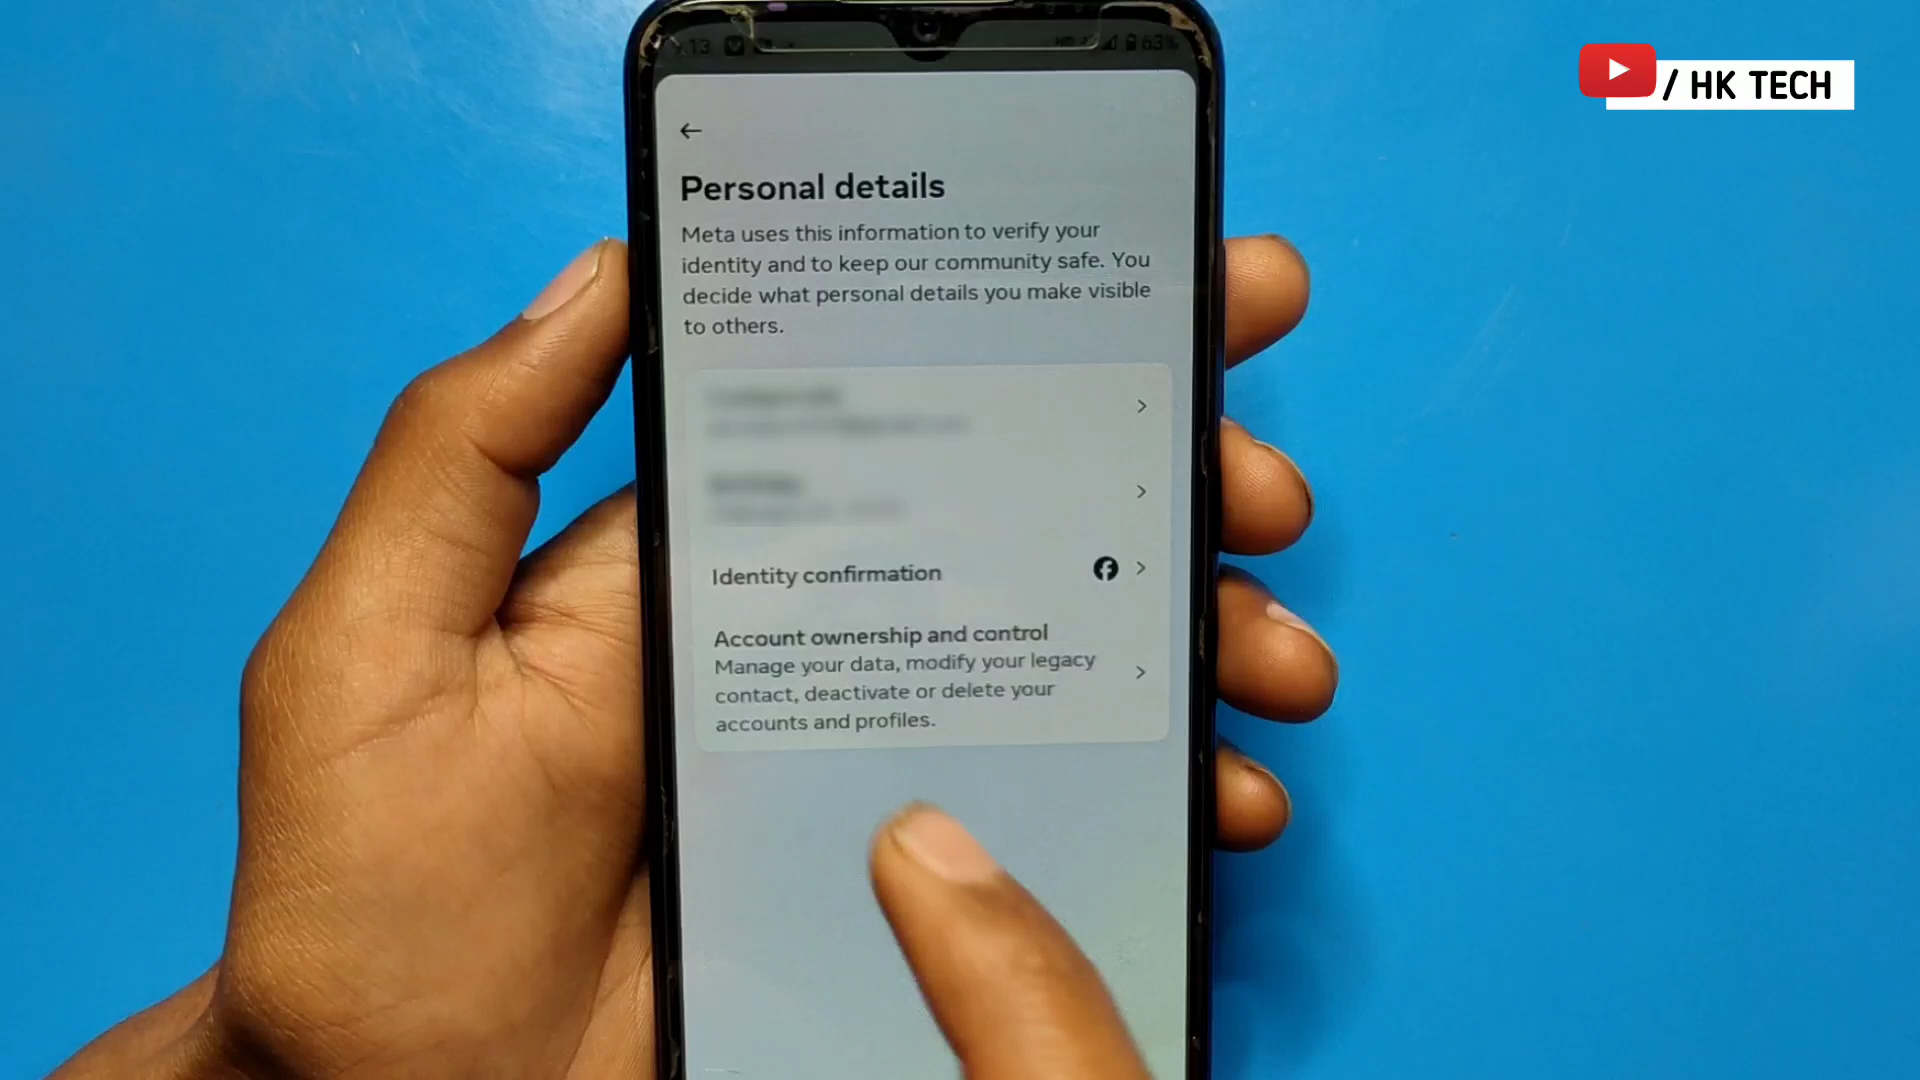 / HK TECH
63%
Personal details
Meta uses this information to verify your
identity and to keep our community safe. You
decide what personal details you make visible
to others.
Identity confirmation
Account ownership and control
Manage your data, modify your legacy
contact, deactivate or delete your
accounts and profiles.